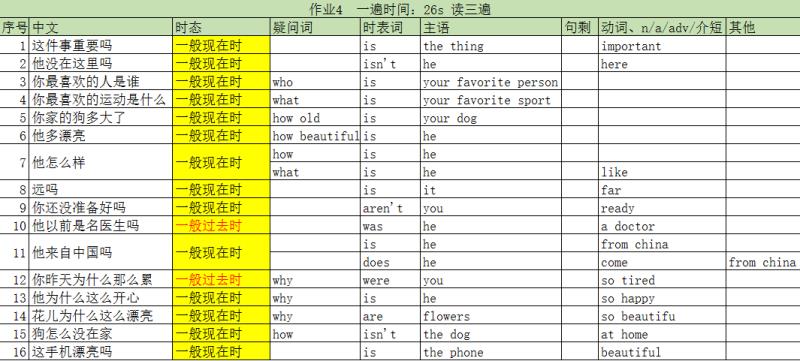 作业4 一遍时间：26s 读三遍
序号 中文 时态 疑问词 时表词 主语 句剩 动词、n/a/adv/介短 其他
1 这件事重要吗 一般现在时 is the thing important
2 他没在这里吗 一般现在时 isn't he here
3 你最喜欢的人是谁 一般现在时 who is your favorite person
4 你最喜欢的运动是什么 一般现在时 what is your favorite sport
5 你家的狗多大了 一般现在时 how old is your dog
6 他多漂亮 一般现在时 how beautiful is he
7 他怎么样 一般现在时 how is he
what is he like
8 远吗 一般现在时 is it far
9 你还没准备好吗 一般现在时 aren't you ready
10 他以前是名医生吗 一般过去时 was he a doctor
11 他来自中国吗 一般现在时 is he from china
does he come from china
12 你昨天为什么那么累 一般过去时 why were you so tired
13 他为什么这么开心 一般现在时 why is he so happy
14 花儿为什么这么漂亮 一般现在时 why are flowers so beautifu
15 狗怎么没在家 一般现在时 how isn't the dog at home
16 这手机漂亮吗 一般现在时 is the phone beautiful